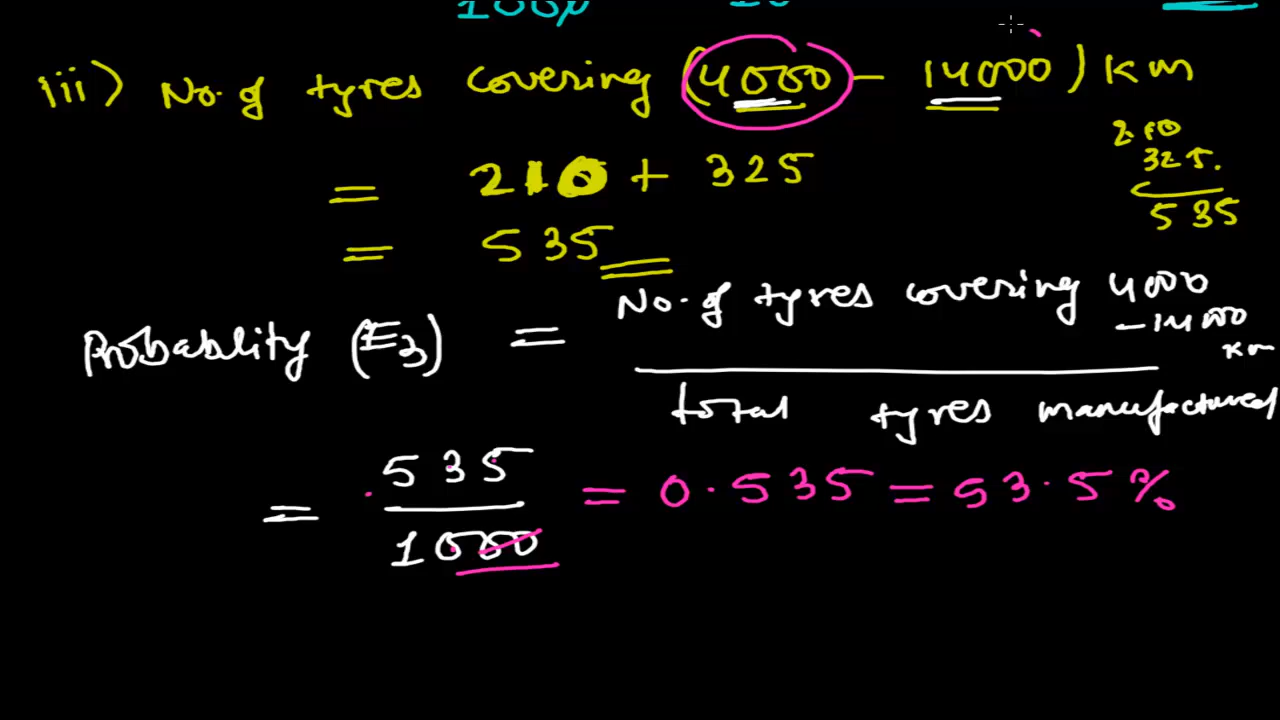 iii) No. of tyres covering (4000 - 14000) Km
= 210 + 325
210
325.
535
= 535
Probablity (E3) = No. of tyres covering 4000
- 14000
km
total tyres manufactured
= 535
1000
= 0.535 = 53.5%